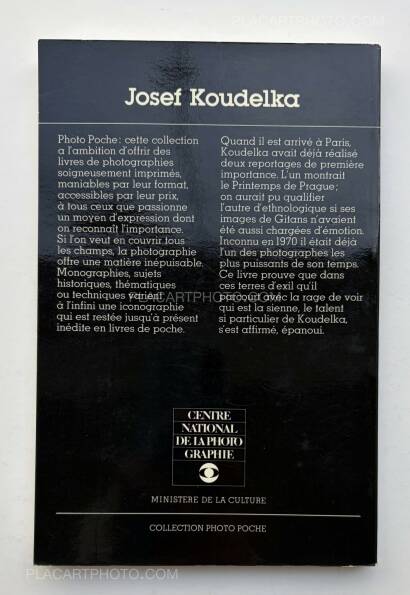 PLACARTPHOTO.COM
Josef Koudelka
Photo Poche: cette collection
a l'ambition d'offrir des
livres de photographies
soigneusement imprimés,
maniables par leur format,
accessibles par leur prix,
à tous ceux que passionne
un moyen d'expression dont
on reconnaît l'importance.
Si l'on veut en couvrir tous
les champs, la photographie
offre une matière inépuisable.
Monographies, sujets
historiques, thématiques
ou techniques varient
à l'infini une iconographie
qui est restée jusqu'à présent
inédite en livres de poche.
Quand il est arrivé à Paris,
Koudelka avait déjà réalisé
deux reportages de première
importance. L'un montrait
le Printemps de Prague;
on aurait pu qualifier
l'autre d'ethnologique si ses
images de Gitans n'avaient
été aussi chargées d'émotion.
Inconnu en 1970 il était déjà
l'un des photographes les
plus puissants de son temps.
Ce livre prouve que dans
ces terres d'exil qu'il
parcourt avec la rage de voir
qui est la sienne, le talent
si particulier de Koudelka,
s'est affirmé, épanoui.
PLACARTPHOTO.COM
CENTRE
NATIONAL
DE LA PHOTO
GRAPHIE
MINISTERE DE LA CULTURE
COLLECTION PHOTO POCHE
PLACARTPHOTO.COM